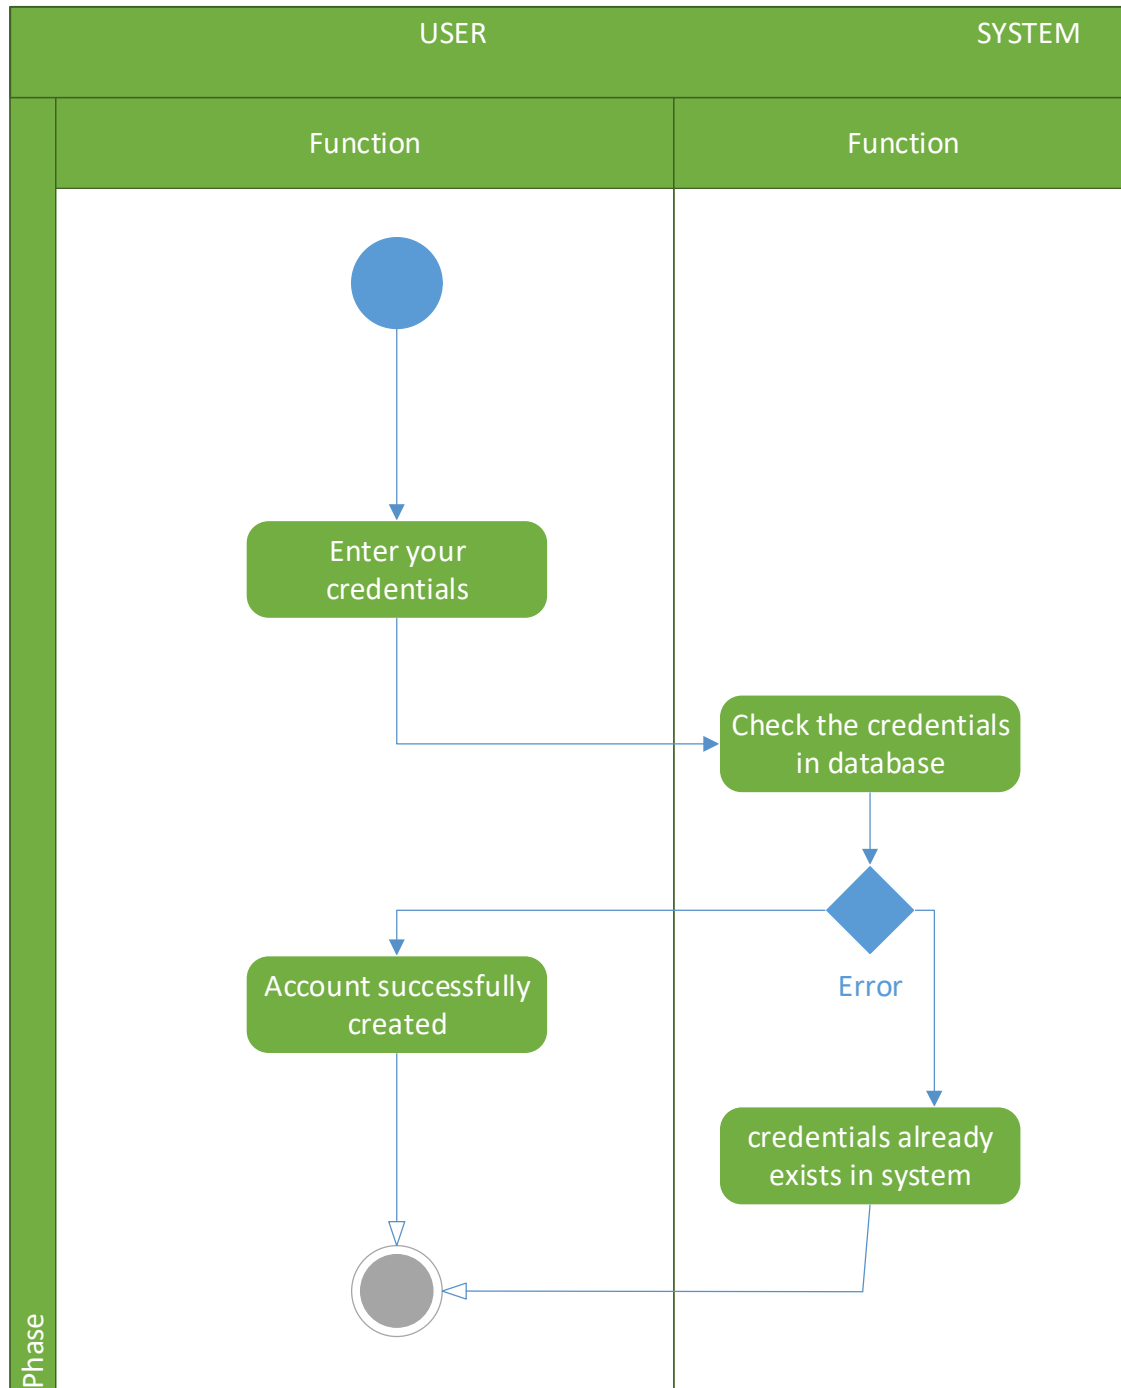 USER
SYSTEM
Function
Function
Enter your
credentials
Check the credentials
in database
Account successfully
created
Error
credentials already
exists in system
Phase